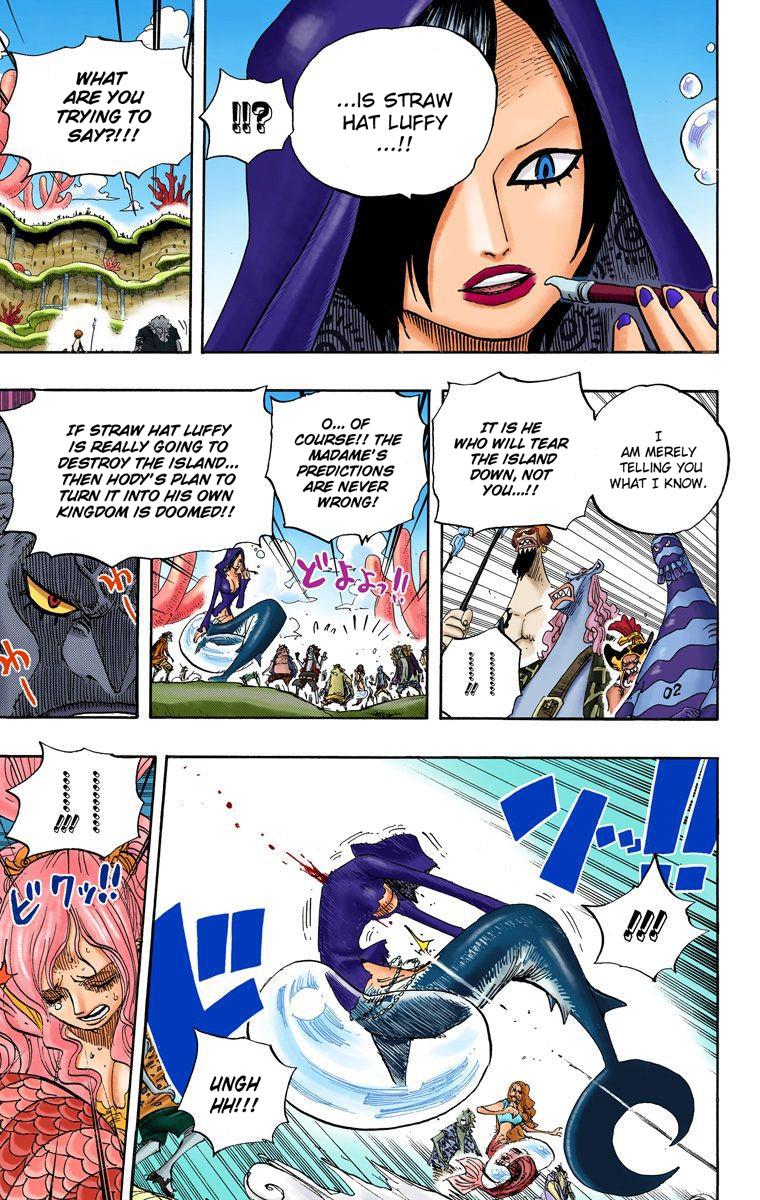 ...IS STRAW
HAT LUFFY
...!!
!!?
WHAT
ARE YOU
TRYING TO
SAY?!!!
I
AM MERELY
TELLING YOU
WHAT I KNOW.
IT IS HE
WHO WILL TEAR
THE ISLAND
DOWN, NOT
YOU...!!
02
O... OF
COURSE!! THE
MADAME'S
PREDICTIONS
ARE NEVER
WRONG!
どよよっ!!
IF STRAW HAT LUFFY
IS REALLY GOING TO
DESTROY THE ISLAND...
THEN HODY'S PLAN TO
TURN IT INTO HIS OWN
KINGDOM IS DOOMED!!
!!!
UNGH
HH!!!
ビクッ!!